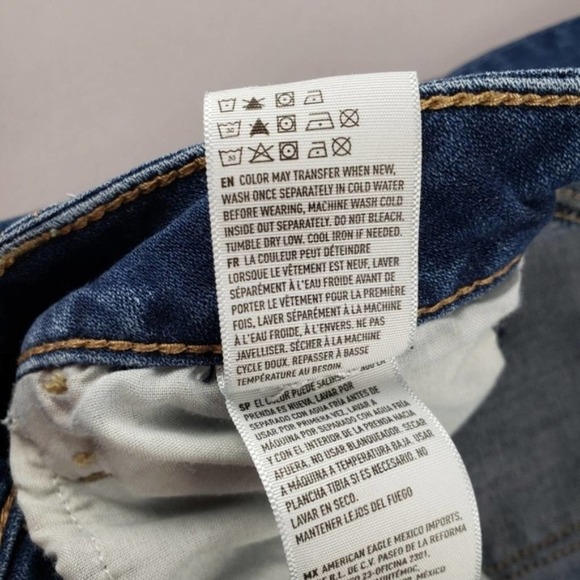 EN COLOR MAY TRANSFER WHEN NEW,
WASH ONCE SEPARATELY IN COLD WATER
BEFORE WEARING, MACHINE WASH COLD
INSIDE OUT SEPARATELY. DO NOT BLEACH.
TUMBLE DRY LOW. COOL IRON IF NEEDED.
FR LA COULEUR PEUT DÉTEINDRE
LORSQUE LE VÊTEMENT EST NEUF, LAVER
SÉPARÉMENT À L'EAU FROIDE AVANT DE
PORTER LE VÊTEMENT POUR LA PREMIÈRE
FOIS, LAVER SÉPARÉMENT À LA MACHINE
À L'EAU FROIDE, À L'ENVERS. NE PAS
JAVELLISER. SÉCHER À LA MACHINE
CYCLE DOUX. REPASSER À BASSE
TEMPÉRATURE AU BESOIN.
SP EL COLOR PUEDE
PRENDA ES NUEVA, LAVAR POR
SEPARADO CON AGUA FRÍA ANTES DE
USAR POR PRIMERA VEZ, LAVAR A
MÁQUINA POR SEPARADO CON AGUA FRÍA
Y CON EL INTERIOR DE LA PRENDA HACIA
AFUERA. NO USAR BLANQUEADOR. SECAR
A MÁQUINA A TEMPERATURA BAJA. USAR
PLANCHA TIBIA SI ES NECESARIO. NO
LAVAR EN SECO.
MANTENER LEJOS DEL FUEGO
MX AMERICAN EAGLE MEXICO IMPORTS,
S DE R.L. DE C.V. PASEO DE LA REFORMA
23-OFICINA 2301,
MÉXICO